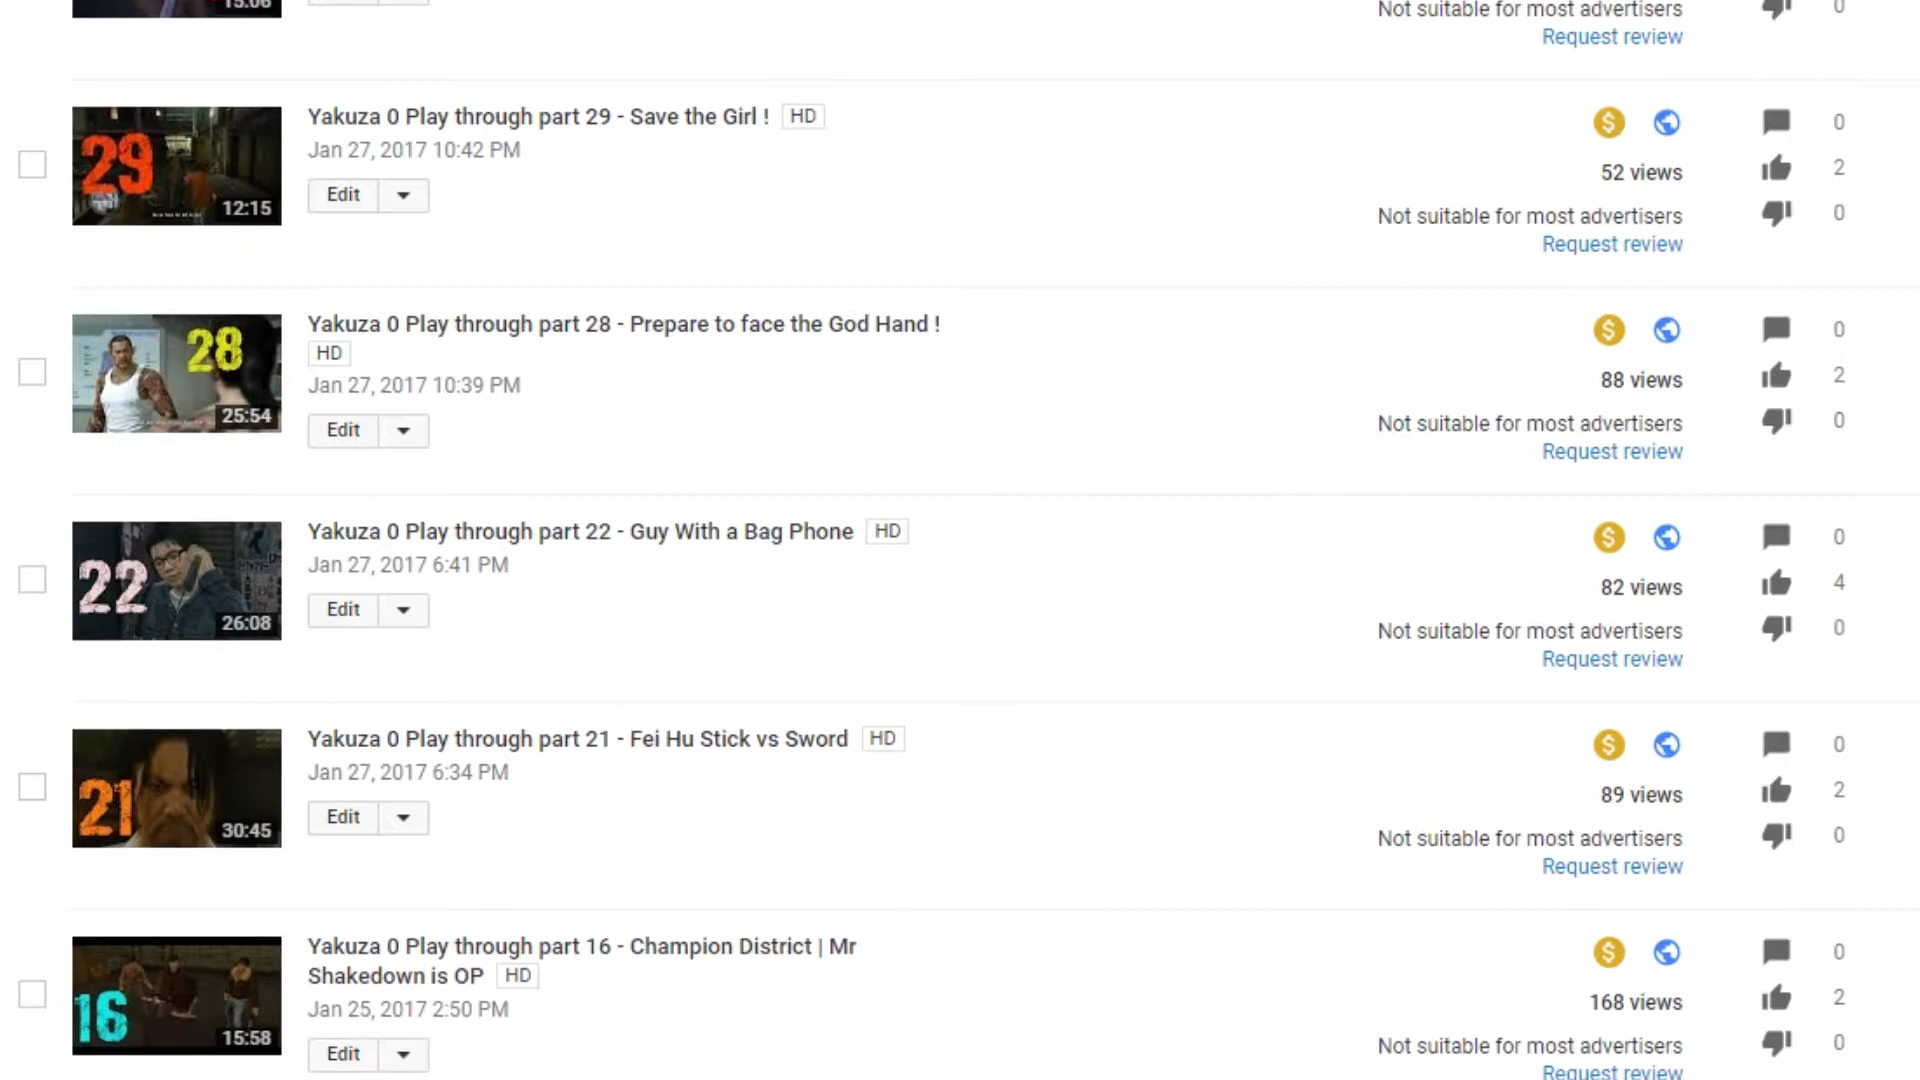 15:06
Not suitable for most advertisers
0
Request review
29
12:15
Yakuza 0 Play through part 29 - Save the Girl ! HD
Jan 27, 2017 10:42 PM
Edit
$
52 views
Not suitable for most advertisers
Request review
0
2
0
28
25:54
Yakuza 0 Play through part 28 - Prepare to face the God Hand !
HD
Jan 27, 2017 10:39 PM
Edit
$
88 views
Not suitable for most advertisers
Request review
0
2
0
22
26:08
Yakuza 0 Play through part 22 - Guy With a Bag Phone HD
Jan 27, 2017 6:41 PM
Edit
$
82 views
Not suitable for most advertisers
Request review
0
4
0
21
30:45
Yakuza 0 Play through part 21 - Fei Hu Stick vs Sword HD
Jan 27, 2017 6:34 PM
Edit
$
89 views
Not suitable for most advertisers
Request review
0
2
0
16
15:58
Yakuza 0 Play through part 16 - Champion District | Mr
Shakedown is OP HD
Jan 25, 2017 2:50 PM
Edit
$
168 views
Not suitable for most advertisers
Request review
0
2
0